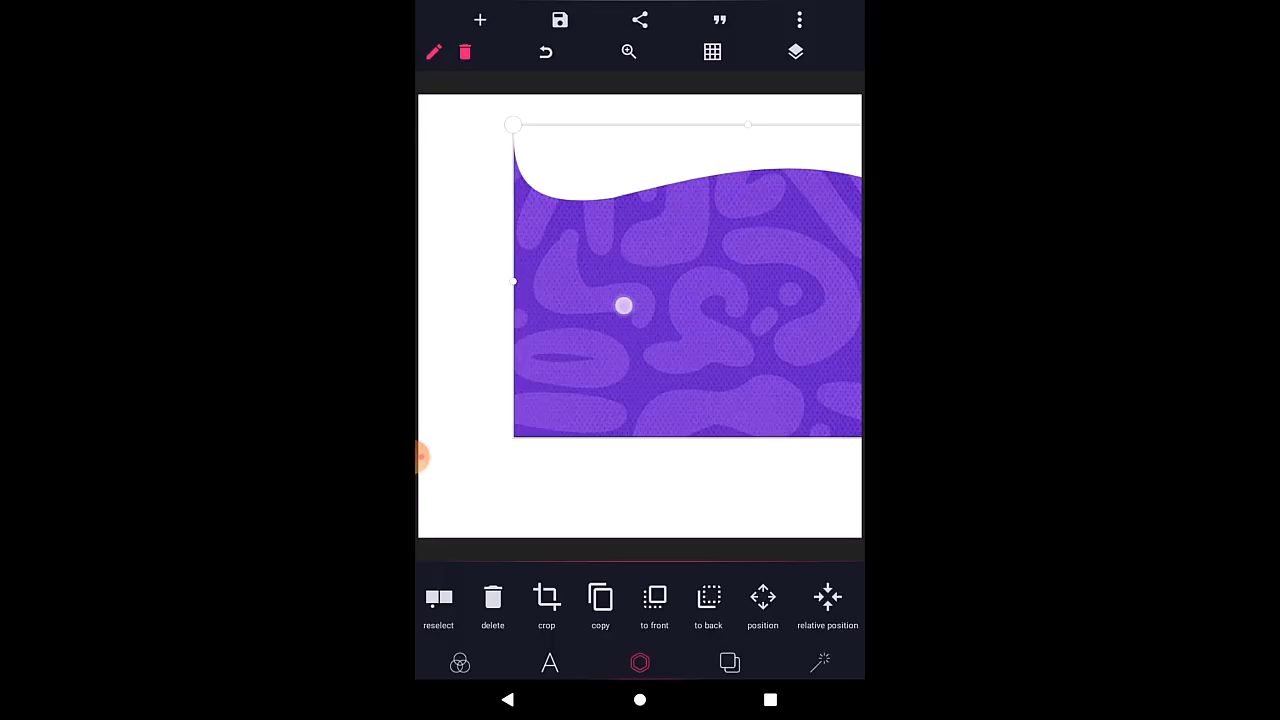 reselect delete crop copy to front to back position relative position